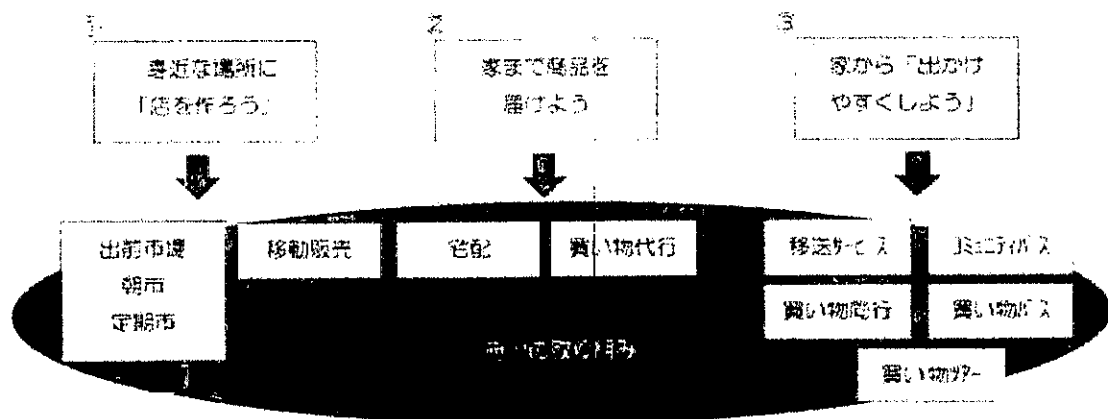 1
身近な場所に
「店を作ろう」
2
家まで商品を
届けよう
3
家から「出かけ
やすくしよう」
出前市場
朝市
定期市
移動販売
宅配
買い物代行
移送サービス
コミュニティバス
買い物同行
買い物バス
買い物ツアー
取り組み